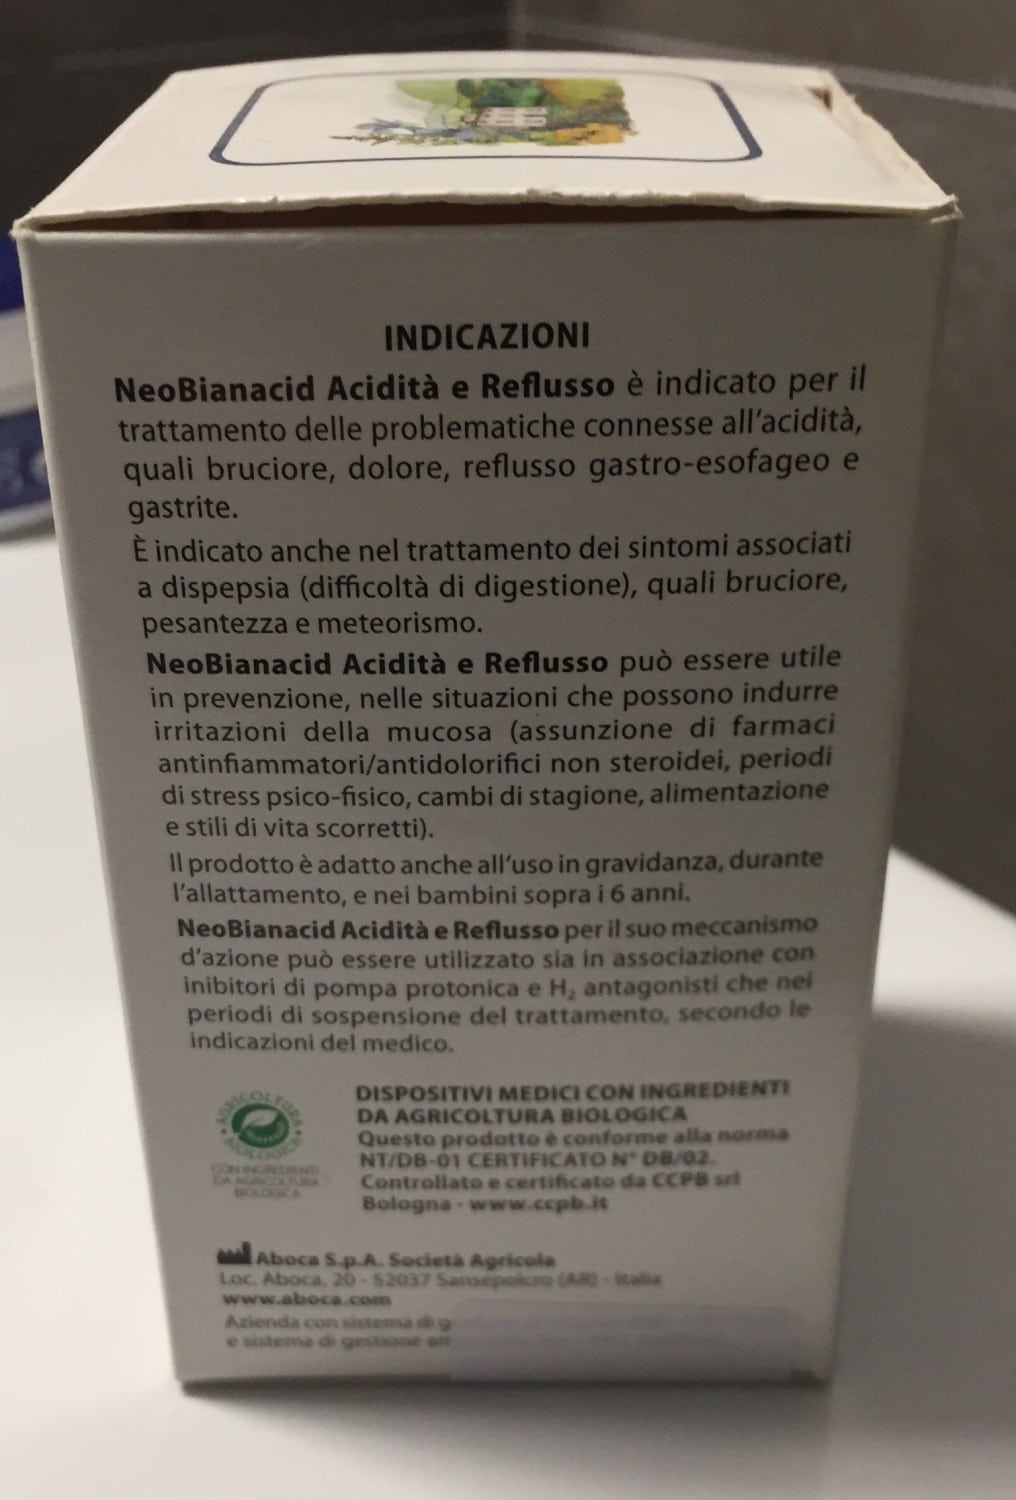 INDICAZIONI
NeoBianacid Acidità e Reflusso è indicato per il
trattamento delle problematiche connesse all'acidità,
quali bruciore, dolore, reflusso gastro-esofageo e
gastrite.
È indicato anche nel trattamento dei sintomi associati
a dispepsia (difficoltà di digestione), quali bruciore,
pesantezza e meteorismo.
NeoBianacid Acidità e Reflusso può essere utile
in prevenzione, nelle situazioni che possono indurre
irritazioni della mucosa (assunzione di farmaci
antinfiammatori/antidolorifici non steroidei, periodi
di stress psico-fisico, cambi di stagione, alimentazione
e stili di vita scorretti).
Il prodotto è adatto anche all'uso in gravidanza, durante
l'allattamento, e nei bambini sopra i 6 anni.
NeoBianacid Acidità e Reflusso per il suo meccanismo
d'azione può essere utilizzato sia in associazione con
inibitori di pompa protonica e H₂ antagonisti che nei
periodi di sospensione del trattamento, secondo le
indicazioni del medico.
AGRICOLTURA
BIOLOGICA
CON INGREDIENTI
DA AGRICOLTURA
BIOLOGICA
DISPOSITIVI MEDICI CON INGREDIENTI
DA AGRICOLTURA BIOLOGICA
Questo prodotto è conforme alla norma
NT/DB-01 CERTIFICATO N° DB/02.
Controllato e certificato da CCPB srl
Bologna - www.ccpb.it
Aboca S.p.A. Società Agricola
Loc. Aboca, 20 - 52037 Sansepolcro (AR) - Italia
www.aboca.com
Azienda con sistema di
e sistema di gestione